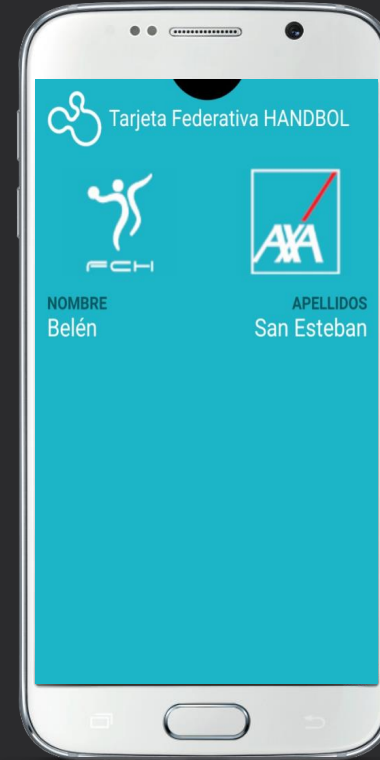 Tarjeta Federativa HANDBOL
FCH
AXA
NOMBRE
APELLIDOS
Belén
San Esteban